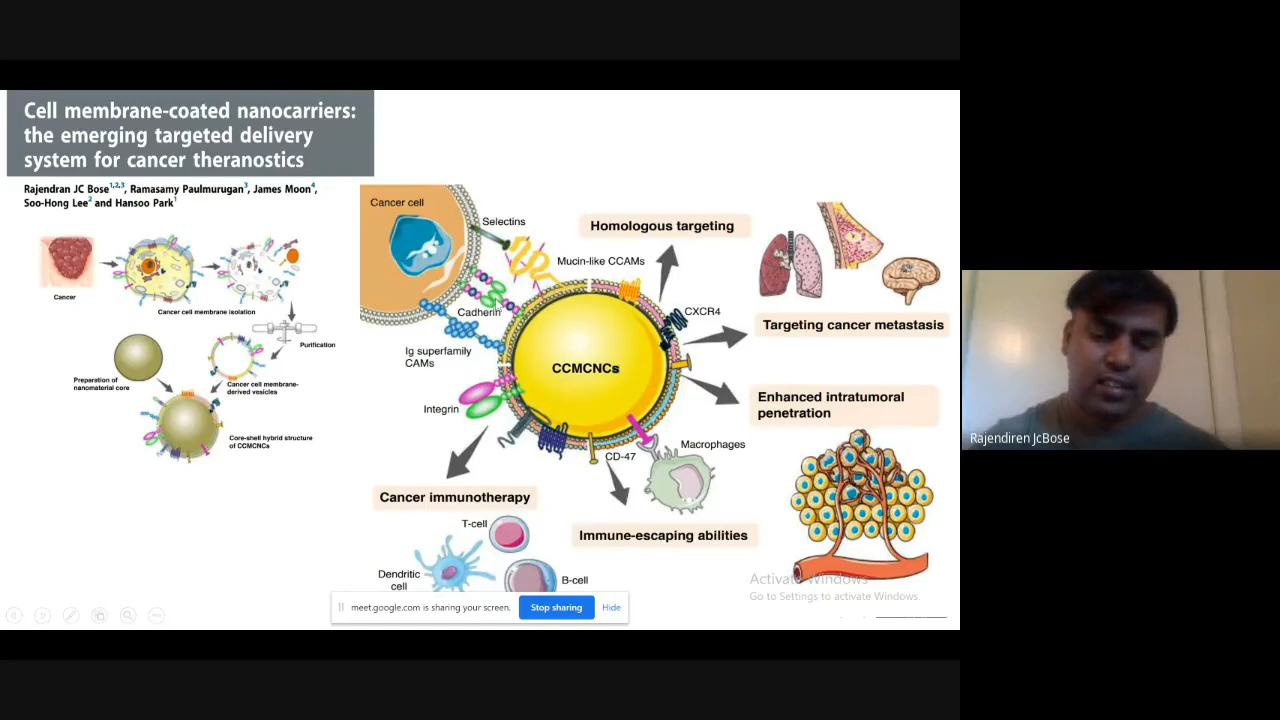 Cell membrane-coated nanocarriers:
the emerging targeted delivery
system for cancer theranostics
Rajendran JC Bose1,2,3, Ramasamy Paulmurugan3, James Moon4,
Soo-Hong Lee2 and Hansoo Park1
Cancer
Cancer cell membrane isolation
Purification
Preparation of
nanomaterial core
Cancer cell membrane-
derived vesicles
Core-shell hybrid structure
of CCMCNCs
Cancer cell
Selectins
Mucin-like CCAMs
Homologous targeting
Cadherin
CXCR4
Targeting cancer metastasis
Ig superfamily
CAMs
CCMCNCs
Enhanced intratumoral
penetration
Integrin
Macrophages
CD-47
Cancer immunotherapy
T-cell
Immune-escaping abilities
Dendritic
cell
B-cell
Activate Windows
Go to Settings to activate Windows.
meet.google.com is sharing your screen.
Stop sharing
Hide
Rajendiren JcBose